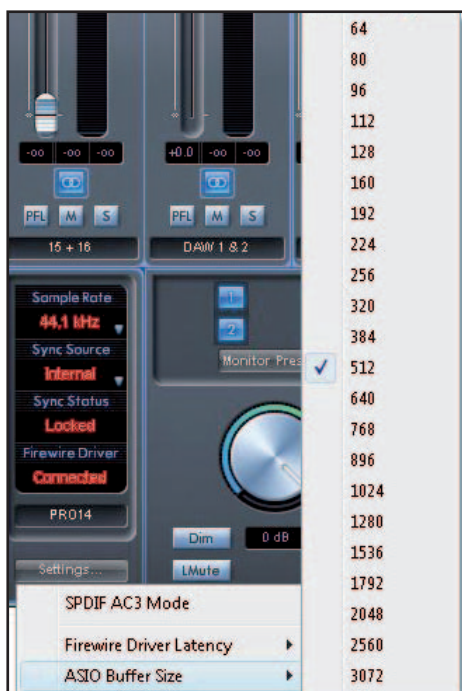 -oo -oo -oo
+0.0 -oo -oo
PFL M S
PFL M S
15 + 16
DAW 1 & 2
Sample Rate
44.1 kHz
Sync Source
Internal
Sync Status
Locked
Firewire Driver
Connected
PRO14
Settings...
1
2
Monitor Pres
Dim
0 dB
LMute
SPDIF AC3 Mode
Firewire Driver Latency
ASIO Buffer Size
64
80
96
112
128
160
192
224
256
320
384
512
640
768
896
1024
1280
1536
1792
2048
2560
3072